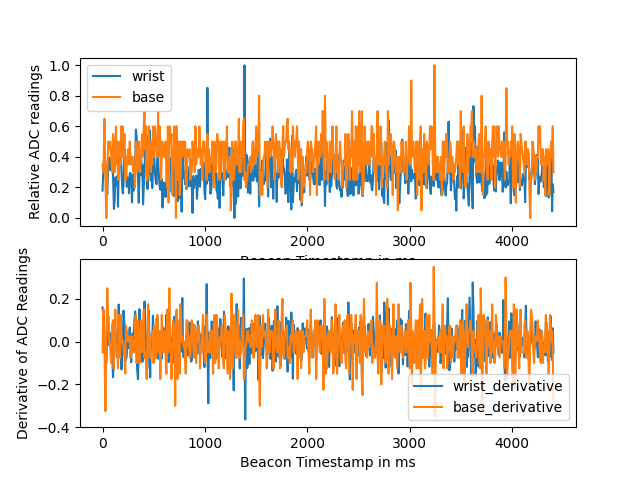 1.0
0.8
0.6
0.4
0.2
0.0
Relative ADC readings
wrist
base
0 1000 2000 3000 4000
Beacon Timestamp in ms
0.2
0.0
−0.2
−0.4
Derivative of ADC Readings
wrist_derivative
base_derivative
0 1000 2000 3000 4000
Beacon Timestamp in ms